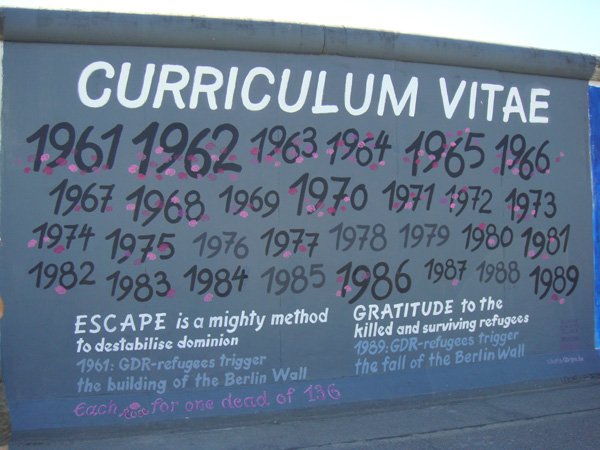 CURRICULUM VITAE
1961 1962 1963 1964 1965 1966
1967 1968 1969 1970 1971 1972 1973
1974 1975 1976 1977 1978 1979 1980 1981
1982 1983 1984 1985 1986 1987 1988 1989
ESCAPE is a mighty method
to destabilise dominion
1961: GDR-refugees trigger
the building of the Berlin Wall
GRATITUDE to the
killed and surviving refugees
1989: GDR-refugees trigger
the fall of the Berlin Wall
Each rose for one dead of 136